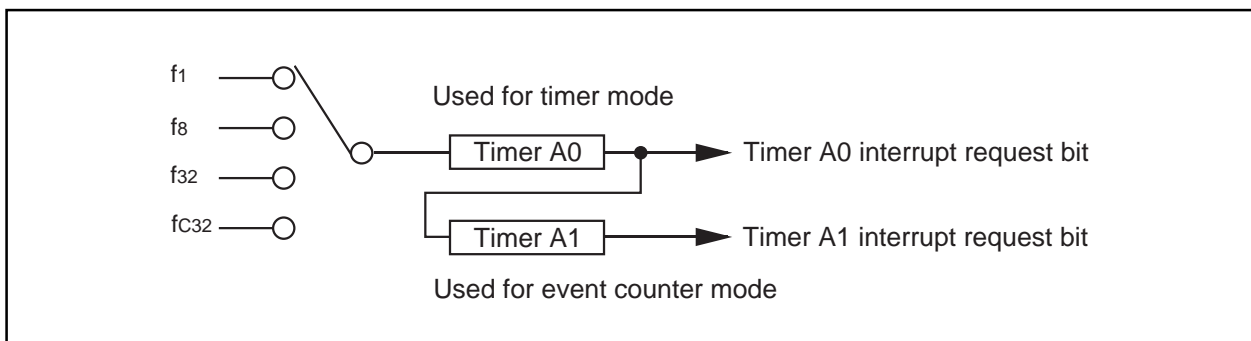 f1
Used for timer mode
f8
Timer A0
Timer A0 interrupt request bit
f32
fC32
Timer A1
Timer A1 interrupt request bit
Used for event counter mode